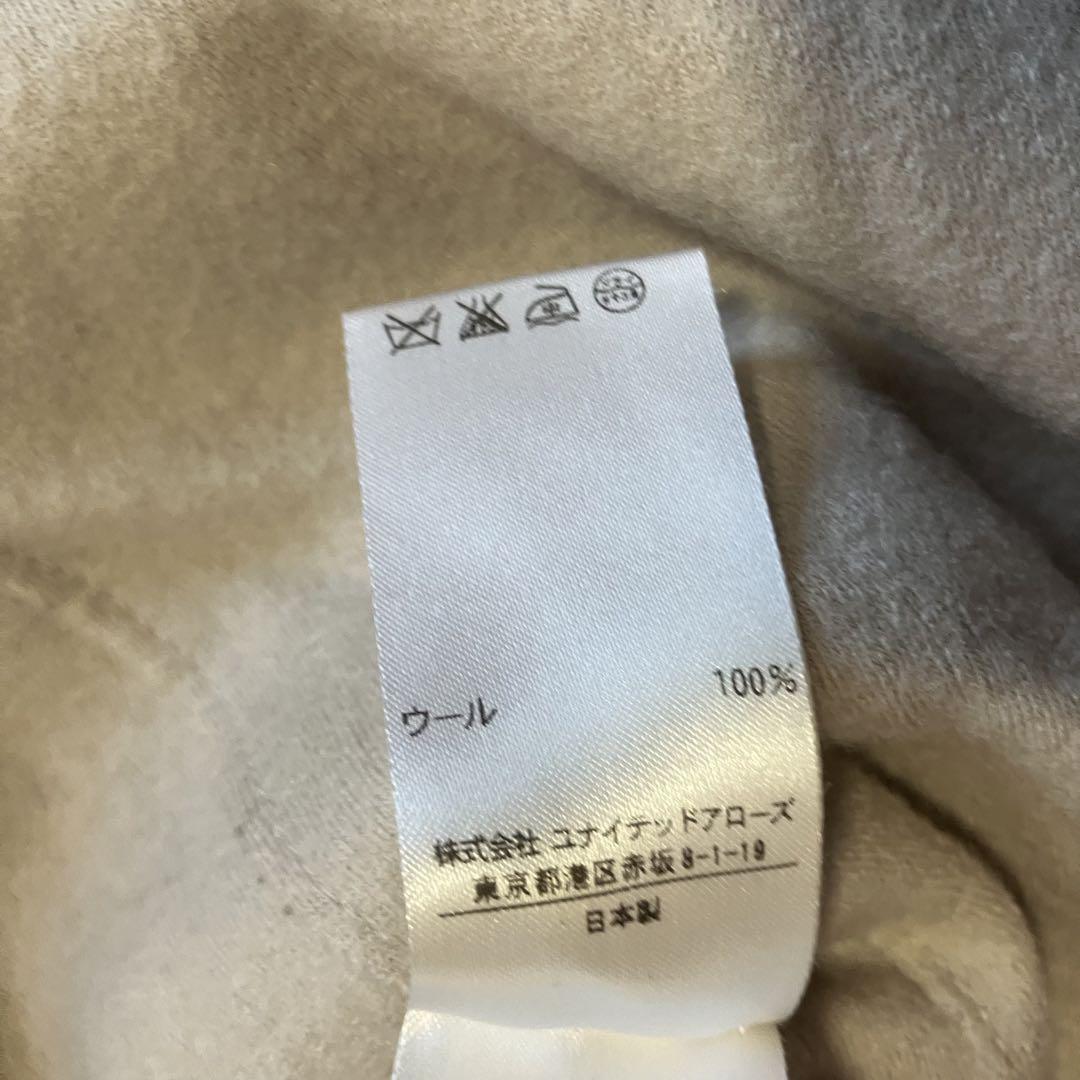 ウール 100%
株式会社 ユナイテッドアローズ
東京都港区赤坂8-1-19
日本製